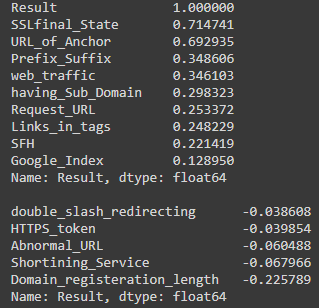 Result 1.000000
SSLfinal_State 0.714741
URL_of_Anchor 0.692935
Prefix_Suffix 0.348606
web_traffic 0.346103
having_Sub_Domain 0.298323
Request_URL 0.253372
Links_in_tags 0.248229
SFH 0.221419
Google_Index 0.128950
Name: Result, dtype: float64
double_slash_redirecting -0.038608
HTTPS_token -0.039854
Abnormal_URL -0.060488
Shortining_Service -0.067966
Domain_registeration_length -0.225789
Name: Result, dtype: float64